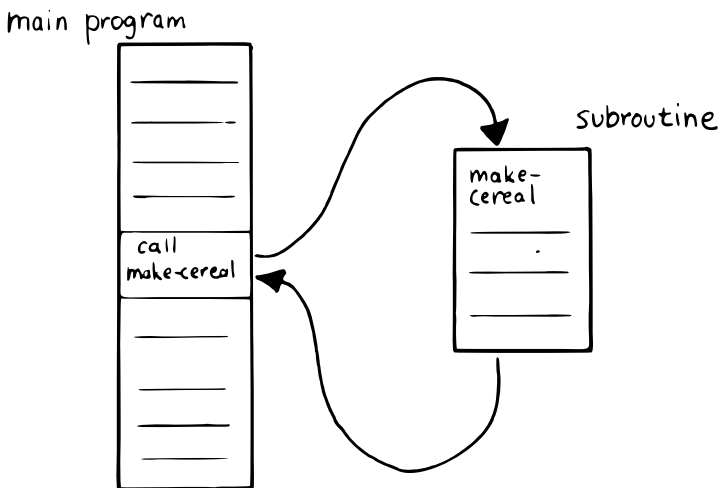 main program
subroutine
make-
cereal
call
make-cereal